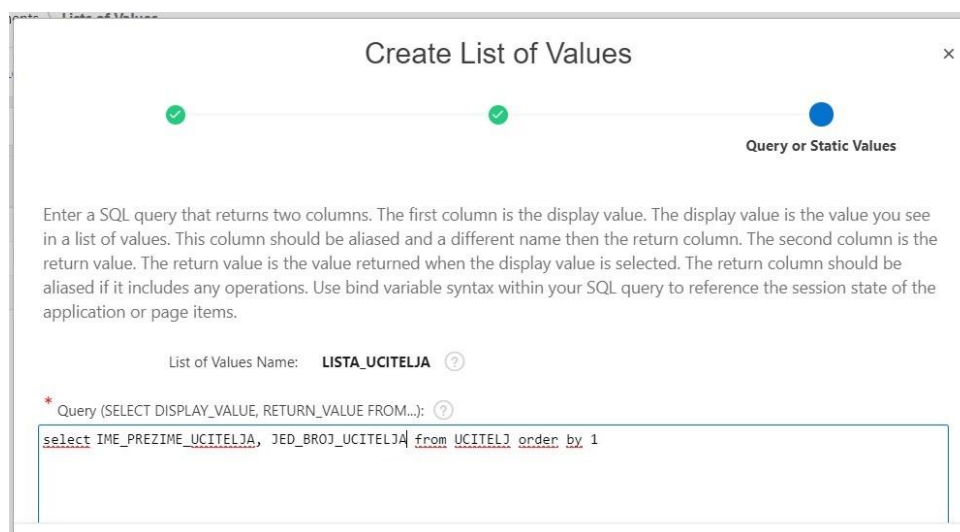 Lists of Values
Create List of Values
×
Query or Static Values
Enter a SQL query that returns two columns. The first column is the display value. The display value is the value you see
in a list of values. This column should be aliased and a different name then the return column. The second column is the
return value. The return value is the value returned when the display value is selected. The return column should be
aliased if it includes any operations. Use bind variable syntax within your SQL query to reference the session state of the
application or page items.
List of Values Name: LISTA_UCITELJA ?
* Query (SELECT DISPLAY_VALUE, RETURN_VALUE FROM...): ?
select IME_PREZIME_UCITELJA, JED_BROJ_UCITELJA from UCITELJ order by 1